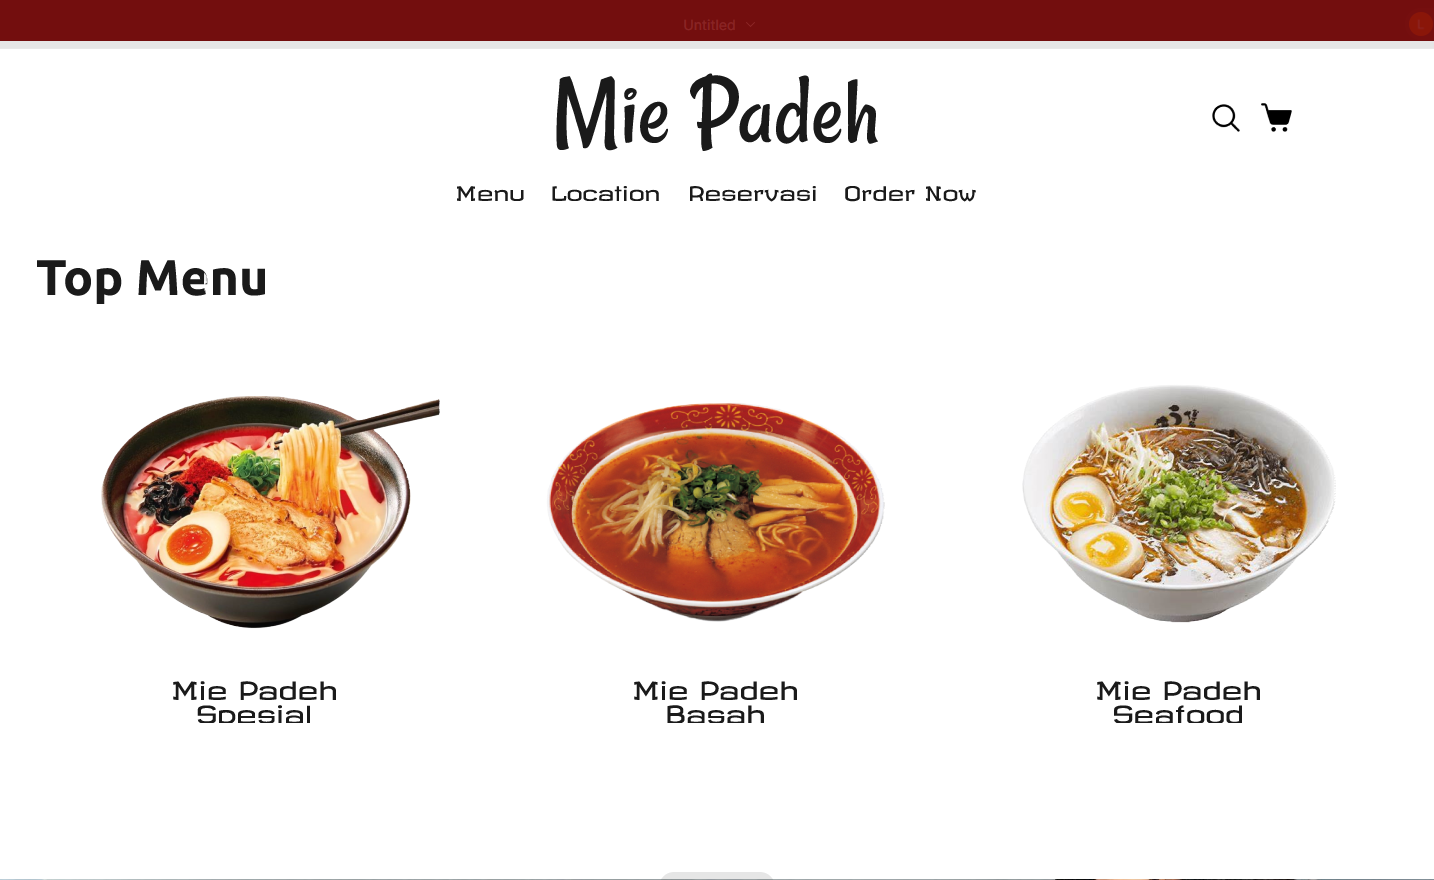 Untitled
Mie Padeh
Menu Location Reservasi Order Now
Top Menu
Mie Padeh
Spesial
Mie Padeh
Basah
Mie Padeh
Seafood